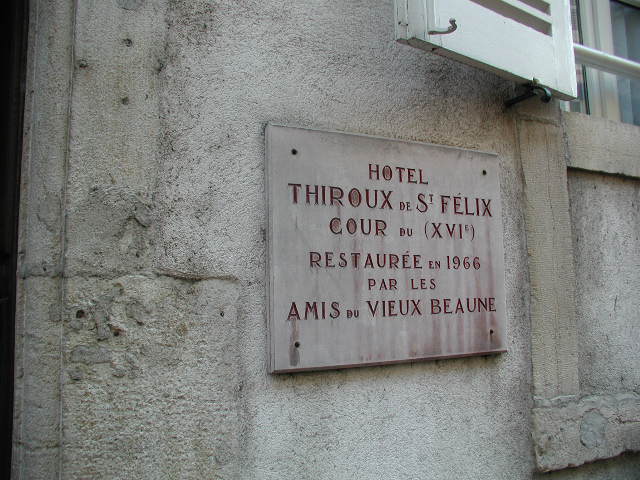 HOTEL
THIROUX DE ST FÉLIX
COUR DU (XVIE)
RESTAURÉE EN 1966
PAR LES
AMIS DU VIEUX BEAUNE